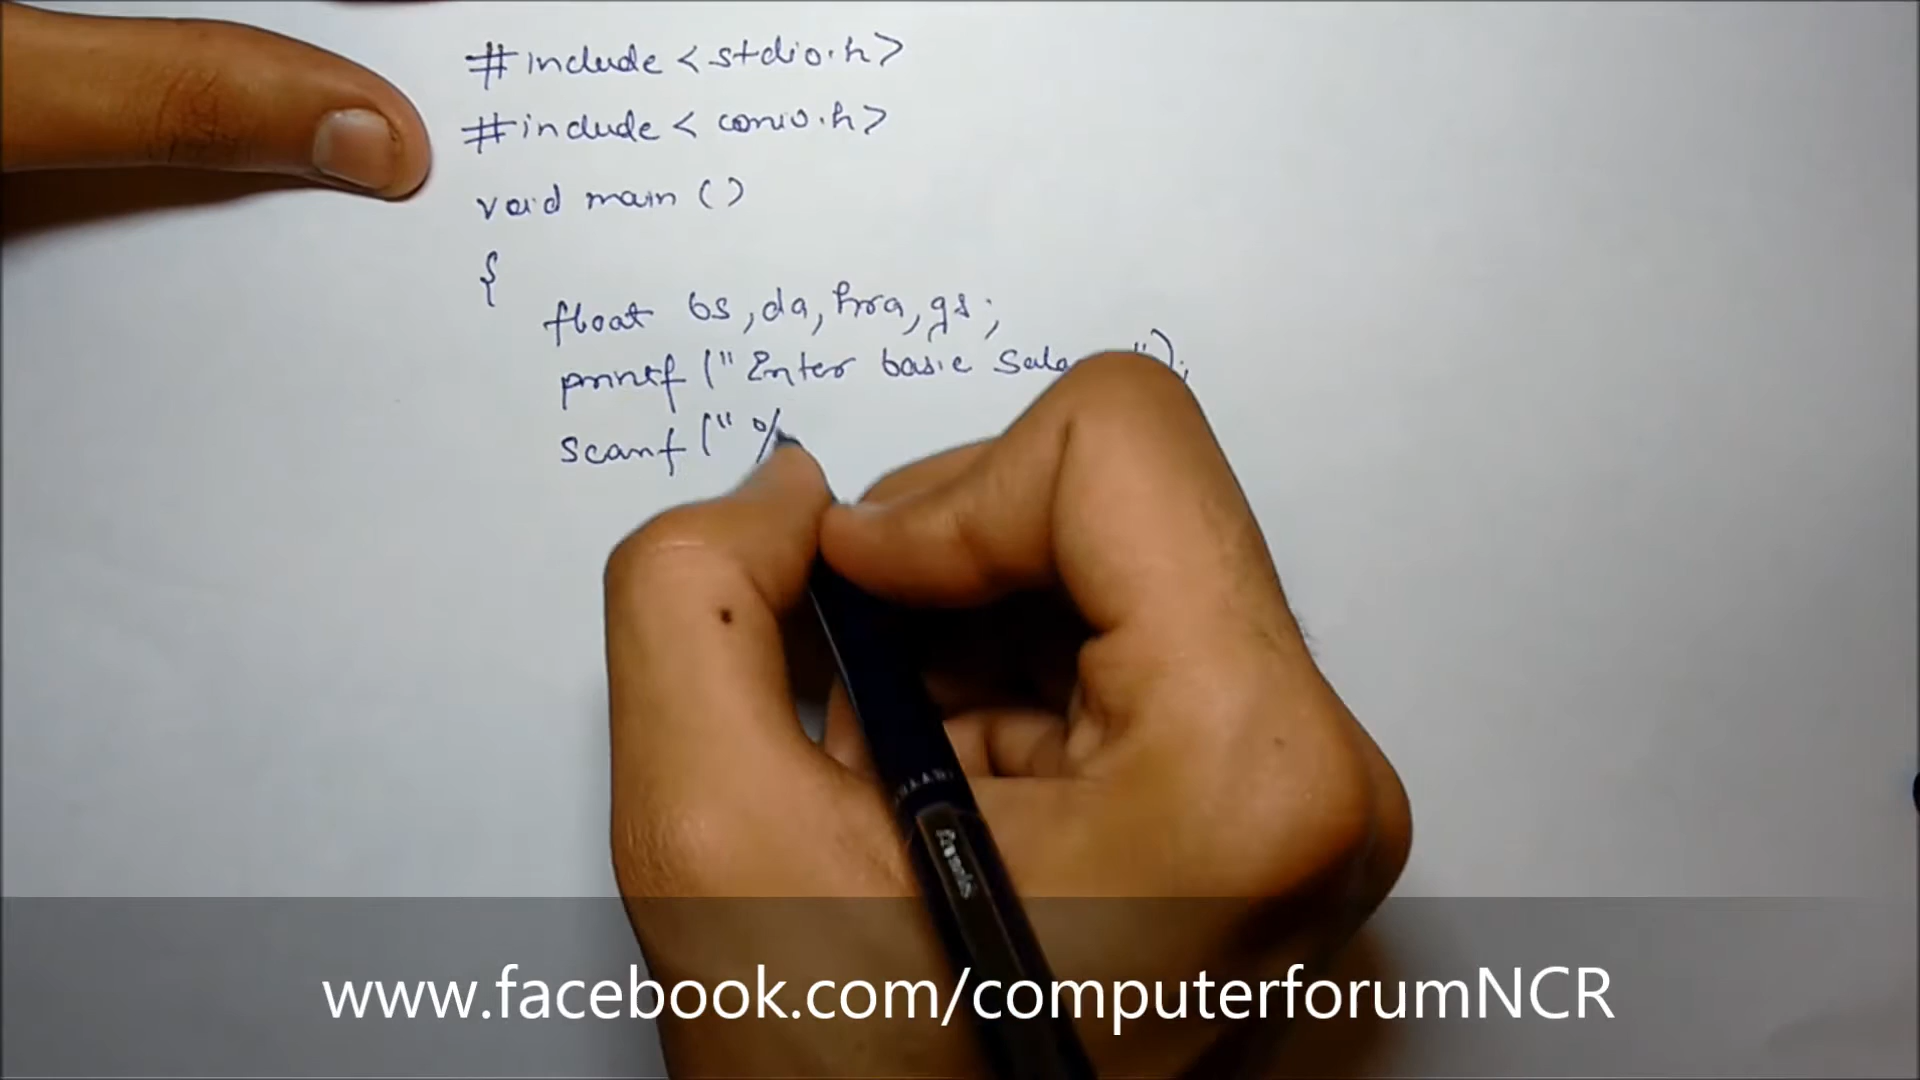 #include <stdio.h>
#include < conio.h>
void main ()
{
float bs, da, hra, gs;
printf (" Enter basic ");
scanf (" %
www.facebook.com/computerforumNCR